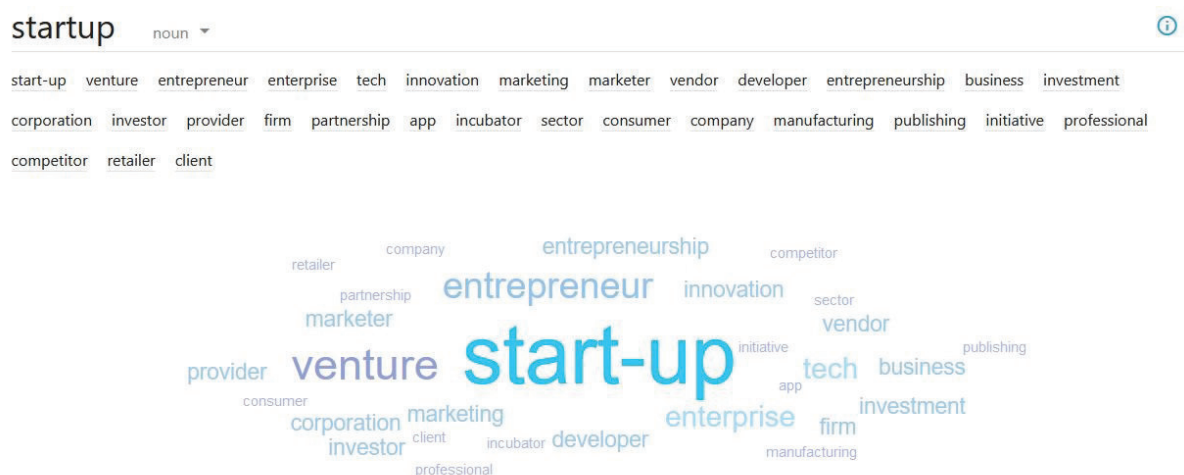 startup noun
start-up venture entrepreneur enterprise tech innovation marketing marketer vendor developer entrepreneurship business investment
corporation investor provider firm partnership app incubator sector consumer company manufacturing publishing initiative professional
competitor retailer client
company entrepreneurship competitor
retailer
partnership entrepreneur innovation sector
marketer vendor
provider venture start-up initiative tech business publishing
consumer app
corporation marketing enterprise firm investment
investor client incubator developer manufacturing
professional